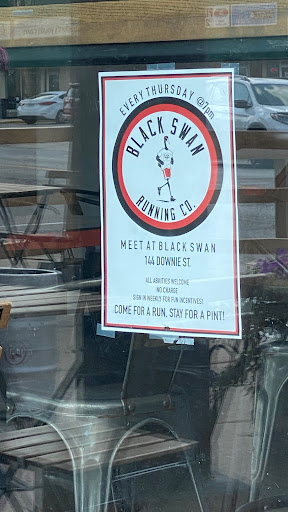 EVERY THURSDAY @7pm
BLACK SWAN
RUNNING CO.
MEET AT BLACK SWAN
144 DOWNIE ST.
ALL ABILITIES WELCOME
NO CHARGE
SIGN IN WEEKLY FOR FUN INCENTIVES!
COME FOR A RUN, STAY FOR A PINT!